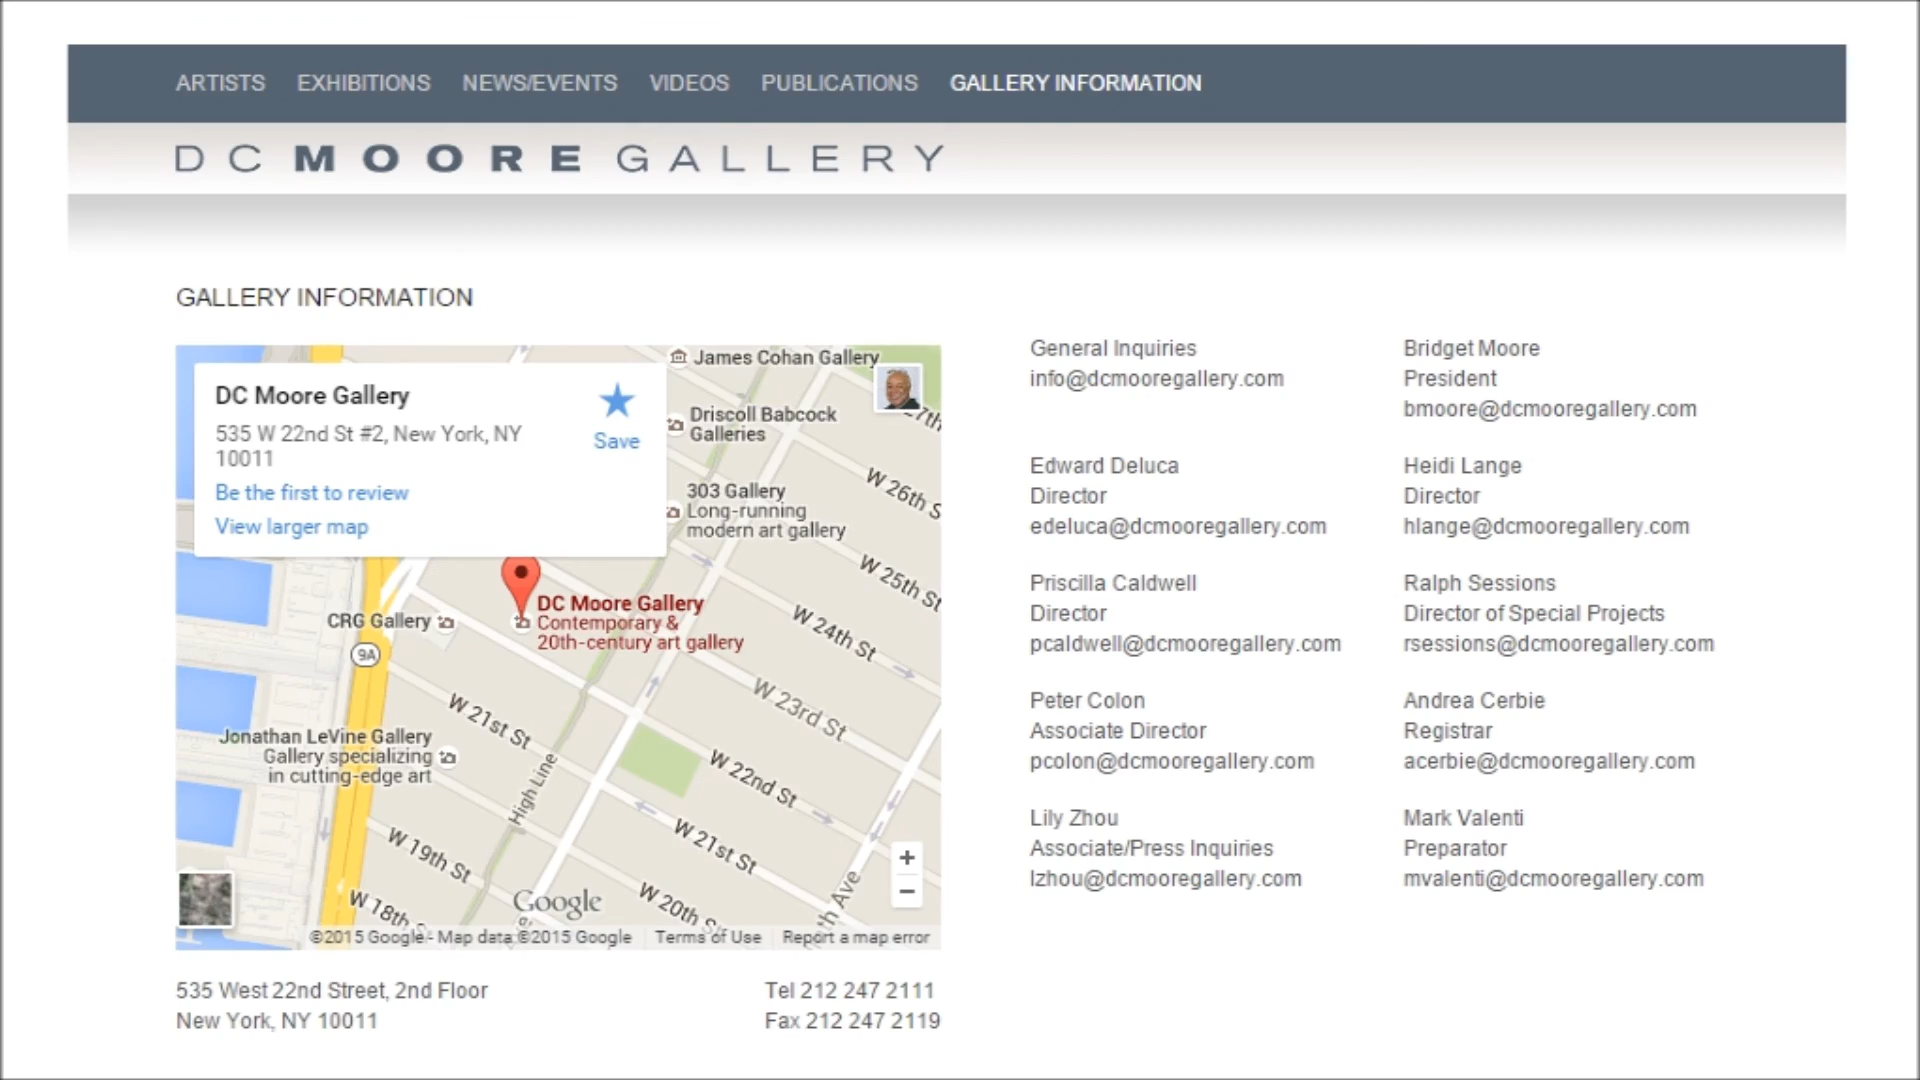 ARTISTS EXHIBITIONS NEWS/EVENTS VIDEOS PUBLICATIONS GALLERY INFORMATION
DC MOORE GALLERY
GALLERY INFORMATION
DC Moore Gallery
535 W 22nd St #2, New York, NY
10011
Be the first to review
View larger map
Save
James Cohan Gallery
Driscoll Babcock
Galleries
303 Gallery
Long-running
modern art gallery
W 26th S
W 25th St
W 24th St
W 23rd St
W 22nd St
W 21st St
W 20th St
CRG Gallery
9A
DC Moore Gallery
Contemporary &
20th-century art gallery
W 21st St
Jonathan LeVine Gallery
Gallery specializing
in cutting-edge art
High Line
W 19th St
W 18th
Google
+
−
©2015 Google - Map data ©2015 Google Terms of Use Report a map error
535 West 22nd Street, 2nd Floor
New York, NY 10011
Tel 212 247 2111
Fax 212 247 2119
General Inquiries
info@dcmooregallery.com
Bridget Moore
President
bmoore@dcmooregallery.com
Edward Deluca
Director
edeluca@dcmooregallery.com
Heidi Lange
Director
hlange@dcmooregallery.com
Priscilla Caldwell
Director
pcaldwell@dcmooregallery.com
Ralph Sessions
Director of Special Projects
rsessions@dcmooregallery.com
Peter Colon
Associate Director
pcolon@dcmooregallery.com
Andrea Cerbie
Registrar
acerbie@dcmooregallery.com
Lily Zhou
Associate/Press Inquiries
lzhou@dcmooregallery.com
Mark Valenti
Preparator
mvalenti@dcmooregallery.com